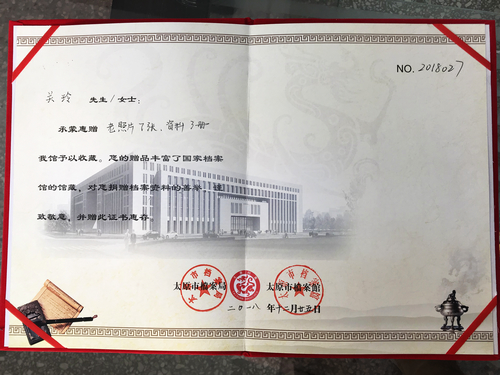 NO. 2018027
关玲 先生/女士:
承蒙惠赠 老照片7张、资料3册
我馆予以收藏。您的赠品丰富了国家档案
馆的馆藏,对您捐赠档案资料的善举,谨
致敬意,并赠此证书惠存。
太原市档案局 太原市档案馆
二〇一八年十二月廿五日